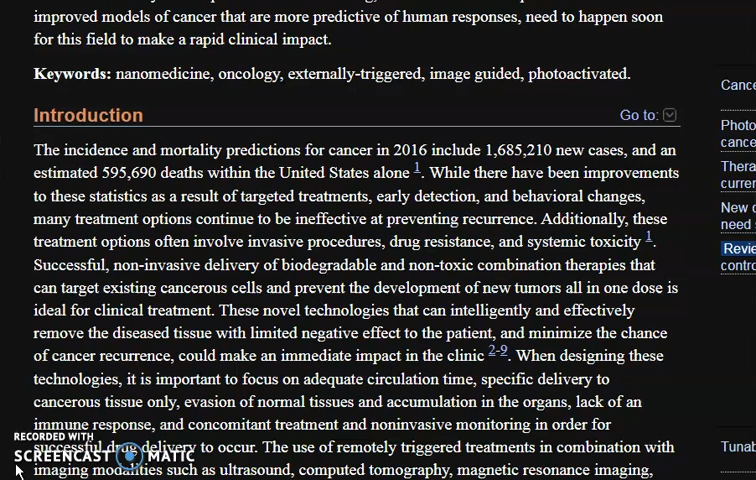 improved models of cancer that are more predictive of human responses, need to happen soon
for this field to make a rapid clinical impact.
Keywords: nanomedicine, oncology, externally-triggered, image guided, photoactivated.
Introduction
Go to:
The incidence and mortality predictions for cancer in 2016 include 1,685,210 new cases, and an
estimated 595,690 deaths within the United States alone 1. While there have been improvements
to these statistics as a result of targeted treatments, early detection, and behavioral changes,
many treatment options continue to be ineffective at preventing recurrence. Additionally, these
treatment options often involve invasive procedures, drug resistance, and systemic toxicity 1.
Successful, non-invasive delivery of biodegradable and non-toxic combination therapies that
can target existing cancerous cells and prevent the development of new tumors all in one dose is
ideal for clinical treatment. These novel technologies that can intelligently and effectively
remove the diseased tissue with limited negative effect to the patient, and minimize the chance
of cancer recurrence, could make an immediate impact in the clinic 2-9. When designing these
technologies, it is important to focus on adequate circulation time, specific delivery to
cancerous tissue only, evasion of normal tissues and accumulation in the organs, lack of an
immune response, and concomitant treatment and noninvasive monitoring in order for
successful drug delivery to occur. The use of remotely triggered treatments in combination with
imaging modalities such as ultrasound, computed tomography, magnetic resonance imaging,
Cance
Photo
cance
Thera
curren
New
need
Revie
contro
Tunab
RECORDED WITH
SCREENCAST MATIC